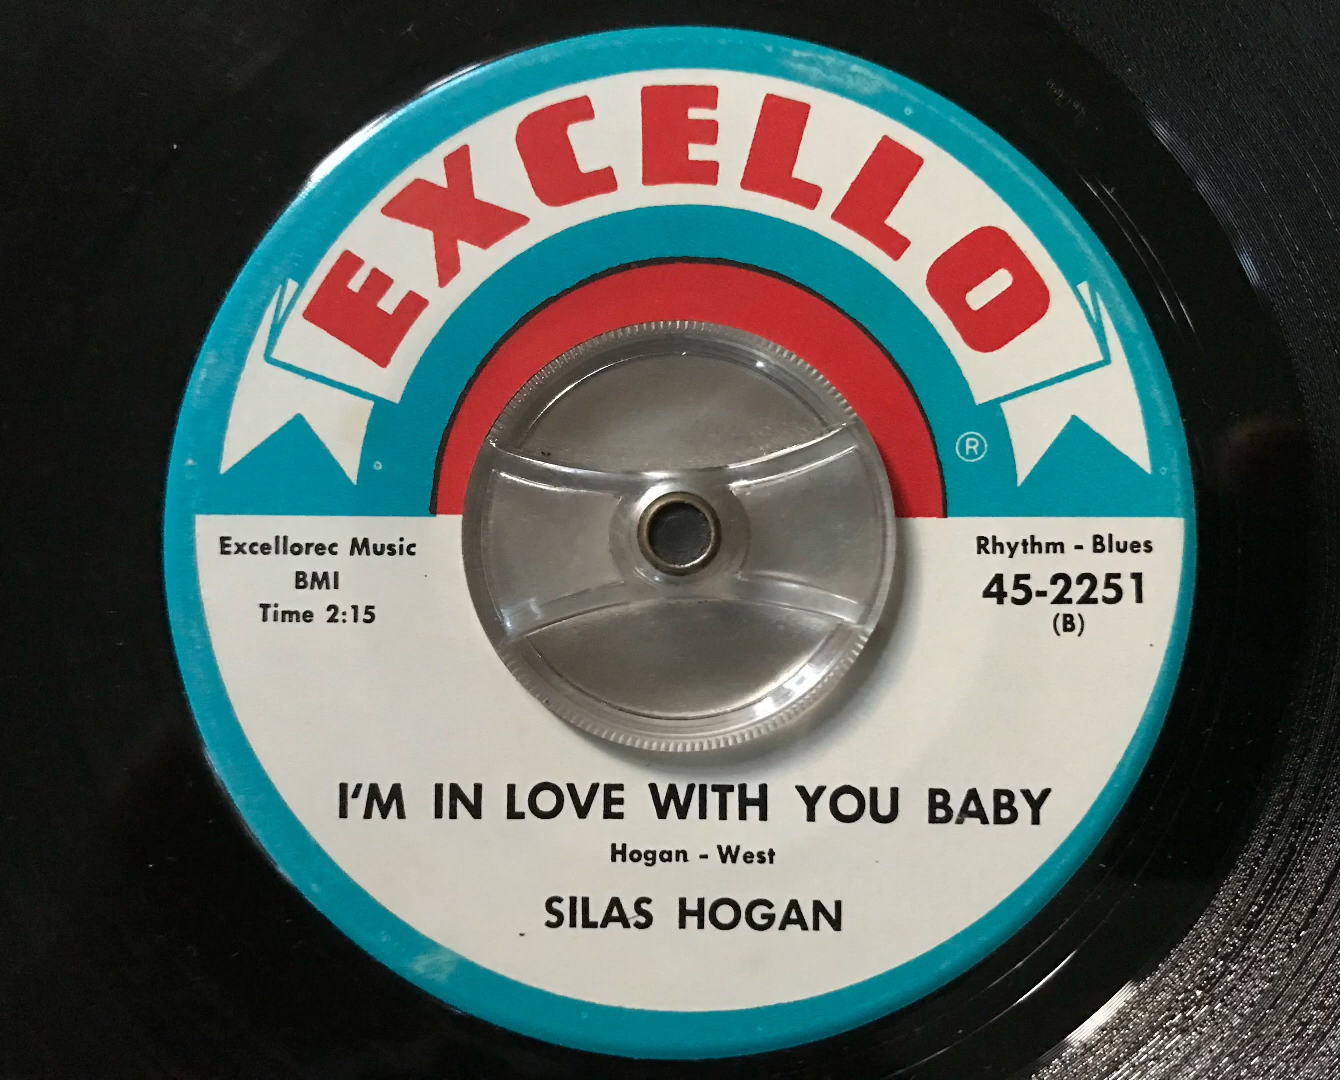 EXCELLO
®
Excellorec Music
BMI
Time 2:15
Rhythm - Blues
45-2251
(B)
I'M IN LOVE WITH YOU BABY
Hogan - West
SILAS HOGAN